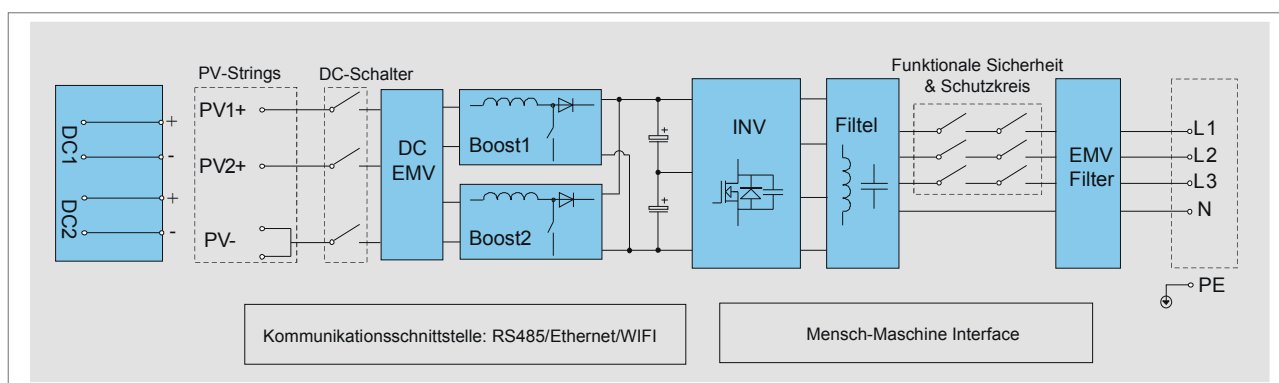 PV-Strings
DC-Schalter
Funktionale Sicherheit
& Schutzkreis
DC1
+
-
DC2
+
-
PV1+
PV2+
PV-
DC
EMV
Boost1
Boost2
+
+
INV
Filtel
EMV
Filter
L1
L2
L3
N
PE
Kommunikationsschnittstelle: RS485/Ethernet/WIFI
Mensch-Maschine Interface